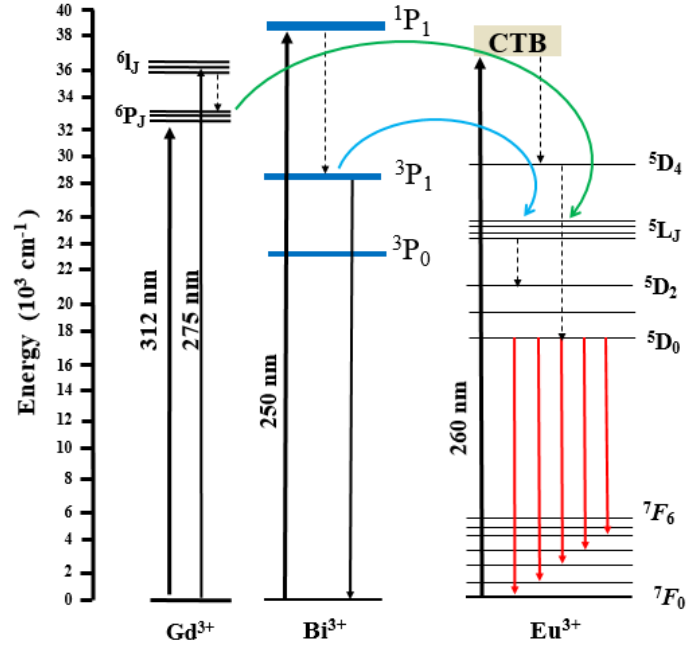 Energy (10³ cm⁻¹)
40
38
36
34
32
30
28
26
24
22
20
18
16
14
12
10
8
6
4
2
0
⁶I_J
⁶P_J
312 nm
275 nm
Gd³⁺
¹P₁
³P₁
³P₀
250 nm
Bi³⁺
CTB
⁵D₄
⁵L_J
⁵D₂
⁵D₀
260 nm
⁷F₆
⁷F₀
Eu³⁺